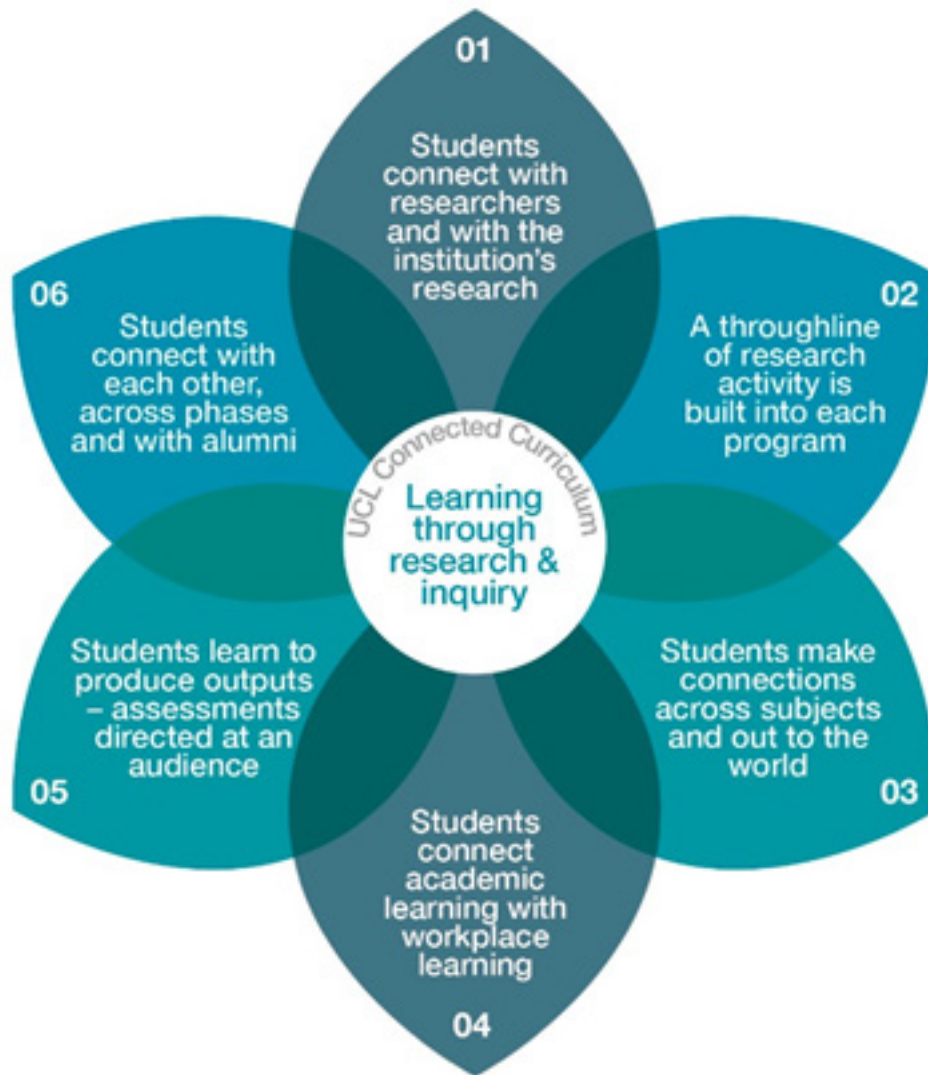 01
Students
connect with
researchers
and with the
institution's
research
02
A throughline
of research
activity is
built into each
program
03
Students make
connections
across subjects
and out to the
world
04
Students
connect
academic
learning with
workplace
learning
05
Students learn to
produce outputs
– assessments
directed at an
audience
06
Students
connect with
each other,
across phases
and with alumni
UCL Connected Curriculum
Learning
through
research &
inquiry